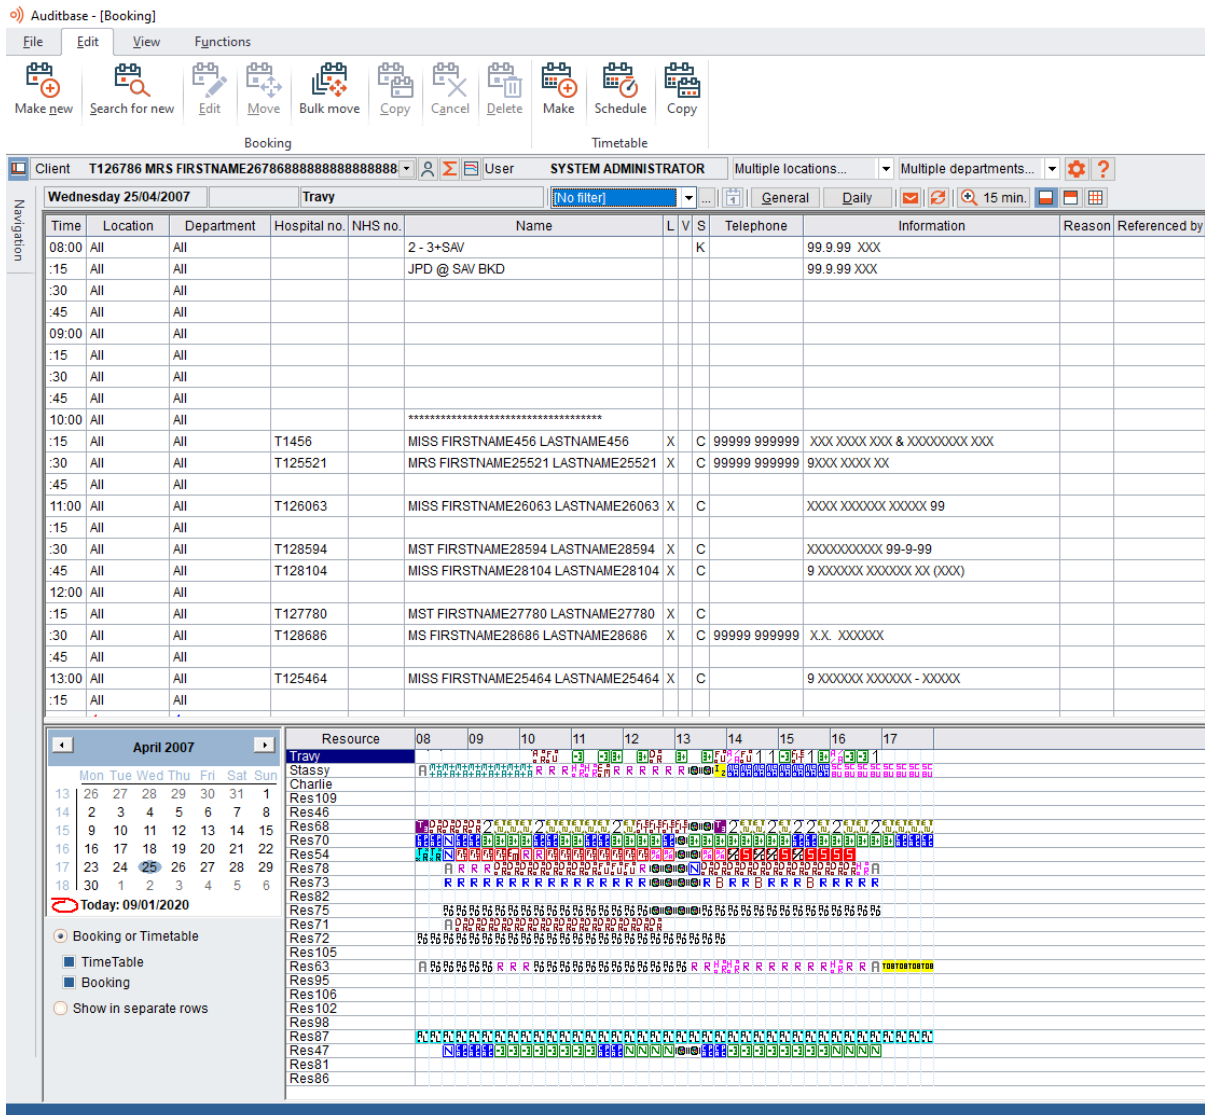 Auditbase - [Booking]
File Edit View Functions
Make new Search for new Edit Move Bulk move Copy Cancel Delete Make Schedule Copy
Booking Timetable
Client T126786 MRS FIRSTNAME26786 User SYSTEM ADMINISTRATOR Multiple locations... Multiple departments...
Navigation
Wednesday 25/04/2007 Travy [No filter] ... General Daily 15 min.
Time Location Department Hospital no. NHS no. Name L V S Telephone Information Reason Referenced by
08:00 All All 2 - 3+SAV K 99.9.99 XXX
:15 All All JPD @ SAV BKD 99.9.99 XXX
:30 All All
:45 All All
09:00 All All
:15 All All
:30 All All
:45 All All
10:00 All All ************************************
:15 All All T1456 MISS FIRSTNAME456 LASTNAME456 X C 99999 999999 XXX XXXX XXX & XXXXXXXX XXX
:30 All All T125521 MRS FIRSTNAME25521 LASTNAME25521 X C 99999 999999 9XXX XXXX XX
:45 All All
11:00 All All T126063 MISS FIRSTNAME26063 LASTNAME26063 X C XXXX XXXXXX XXXXX 99
:15 All All
:30 All All T128594 MST FIRSTNAME28594 LASTNAME28594 X C XXXXXXXXXX 99-9-99
:45 All All T128104 MISS FIRSTNAME28104 LASTNAME28104 X C 9 XXXXXX XXXXXX XX (XXX)
12:00 All All
:15 All All T127780 MST FIRSTNAME27780 LASTNAME27780 X C
:30 All All T128686 MS FIRSTNAME28686 LASTNAME28686 X C 99999 999999 X.X. XXXXXX
:45 All All
13:00 All All T125464 MISS FIRSTNAME25464 LASTNAME25464 X C 9 XXXXXX XXXXXX - XXXXX
:15 All All
April 2007
Mon Tue Wed Thu Fri Sat Sun
13 26 27 28 29 30 31 1
14 2 3 4 5 6 7 8
15 9 10 11 12 13 14 15
16 16 17 18 19 20 21 22
17 23 24 25 26 27 28 29
18 30 1 2 3 4 5 6
Today: 09/01/2020
Booking or Timetable
TimeTable
Booking
Show in separate rows
Resource 08 09 10 11 12 13 14 15 16 17
Travy
Stassy
Charlie
Res109
Res46
Res68
Res70
Res54
Res78
Res73
Res82
Res75
Res71
Res72
Res105
Res63
Res95
Res106
Res102
Res98
Res87
Res47
Res81
Res86